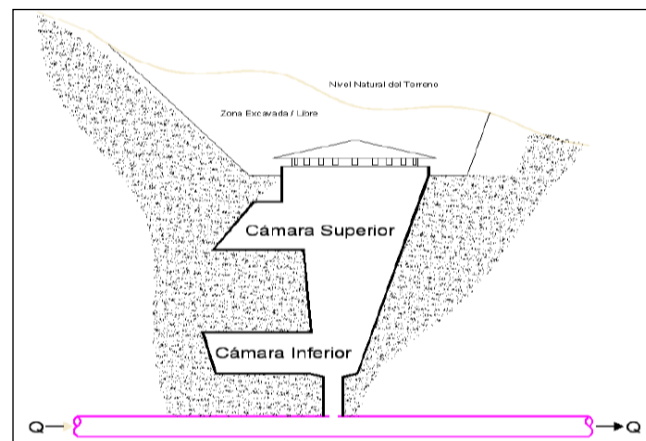 Nivel Natural del Terreno
Zona Excavada / Libre
Cámara Superior
Cámara Inferior
Q Q